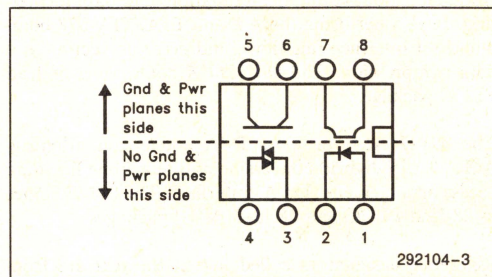 5 6 7 8
Gnd & Pwr
planes this
side
No Gnd &
Pwr planes
this side
4 3 2 1
292104-3